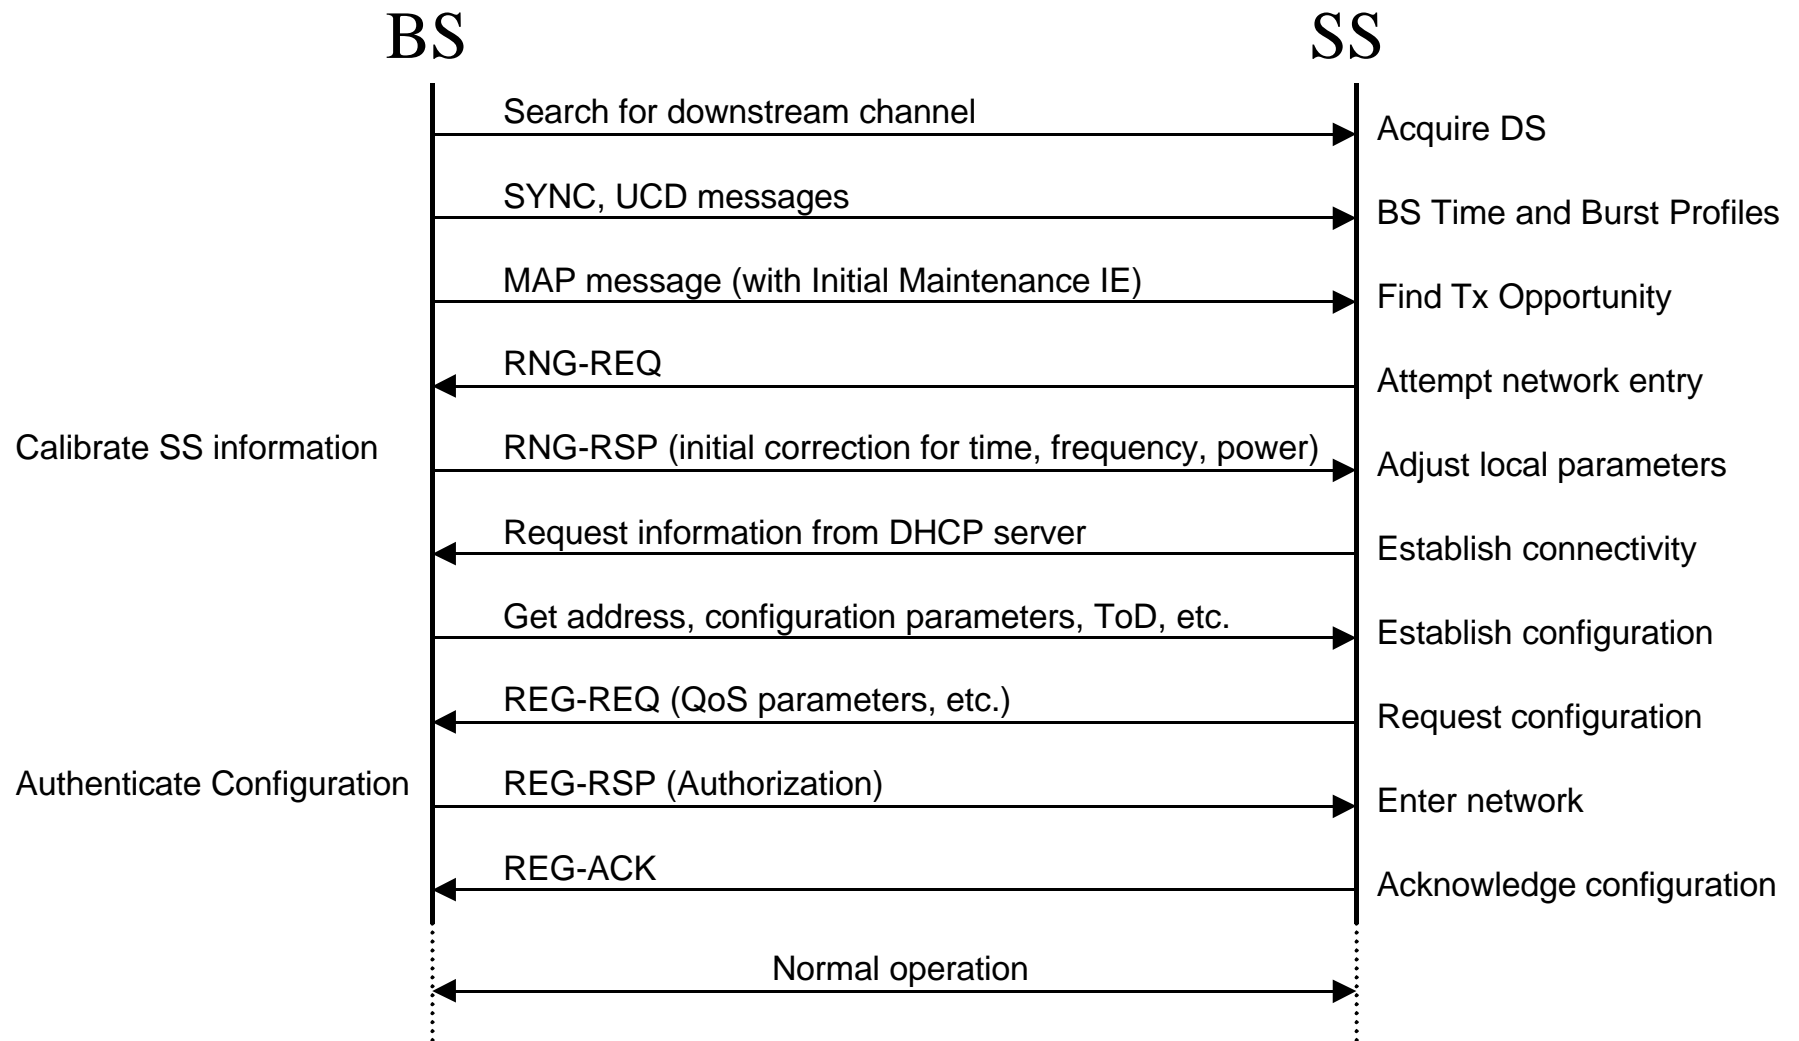 BS
SS
Search for downstream channel
Acquire DS
SYNC, UCD messages
BS Time and Burst Profiles
MAP message (with Initial Maintenance IE)
Find Tx Opportunity
RNG-REQ
Attempt network entry
Calibrate SS information
RNG-RSP (initial correction for time, frequency, power)
Adjust local parameters
Request information from DHCP server
Establish connectivity
Get address, configuration parameters, ToD, etc.
Establish configuration
REG-REQ (QoS parameters, etc.)
Request configuration
Authenticate Configuration
REG-RSP (Authorization)
Enter network
REG-ACK
Acknowledge configuration
Normal operation